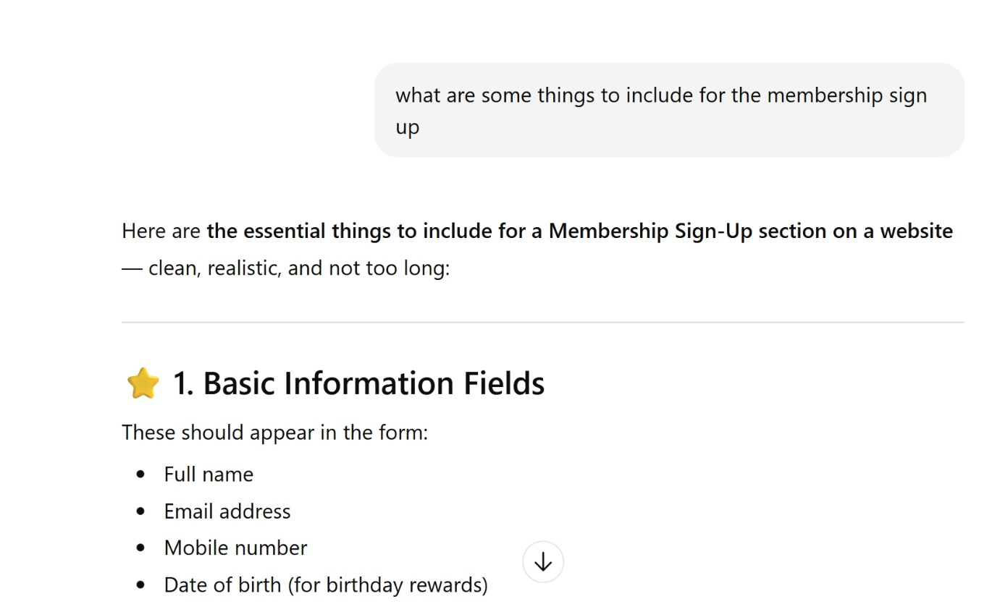 what are some things to include for the membership sign
up
Here are the essential things to include for a Membership Sign-Up section on a website
— clean, realistic, and not too long:
1. Basic Information Fields
These should appear in the form:
• Full name
• Email address
• Mobile number
• Date of birth (for birthday rewards)